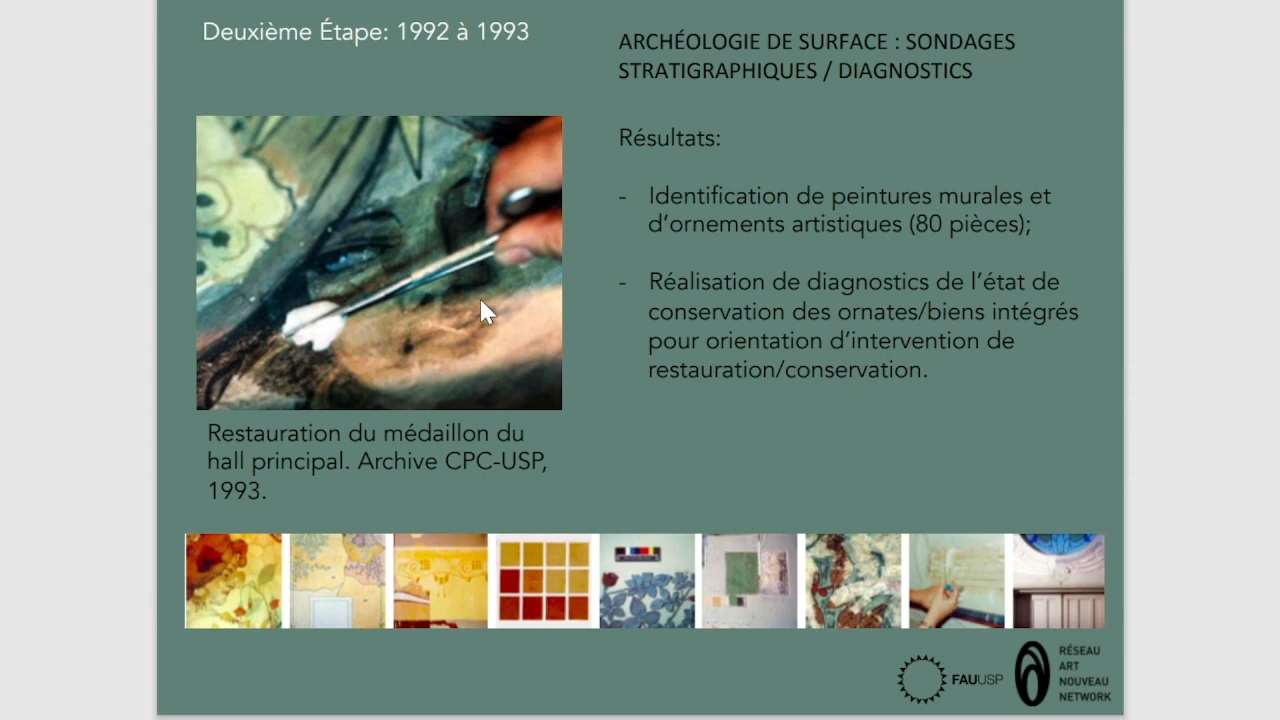 Deuxième Étape: 1992 à 1993
ARCHÉOLOGIE DE SURFACE : SONDAGES
STRATIGRAPHIQUES / DIAGNOSTICS
Résultats:
- Identification de peintures murales et
d’ornements artistiques (80 pièces);
- Réalisation de diagnostics de l’état de
conservation des ornates/biens intégrés
pour orientation d’intervention de
restauration/conservation.
Restauration du médaillon du
hall principal. Archive CPC-USP,
1993.
FAUUSP
RÉSEAU
ART
NOUVEAU
NETWORK